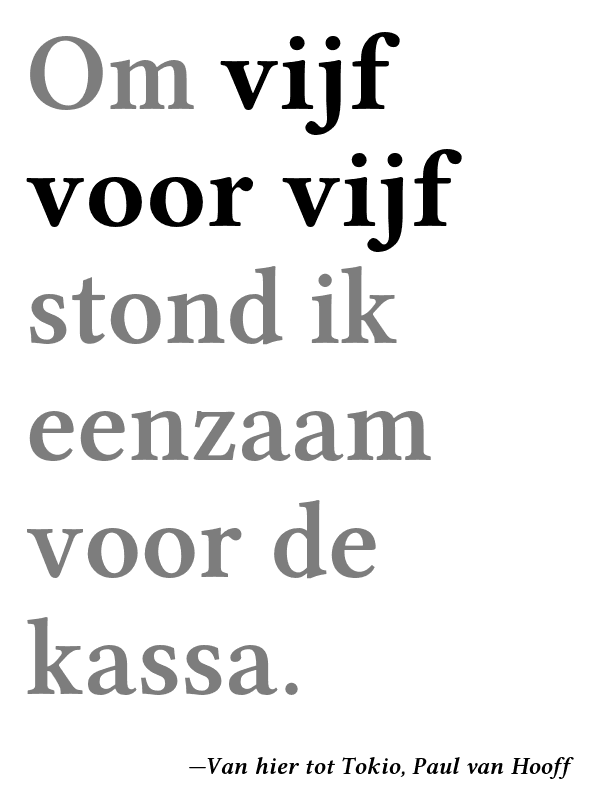 Om vijf
voor vijf
stond ik
eenzaam
voor de
kassa.
—Van hier tot Tokio, Paul van Hooff